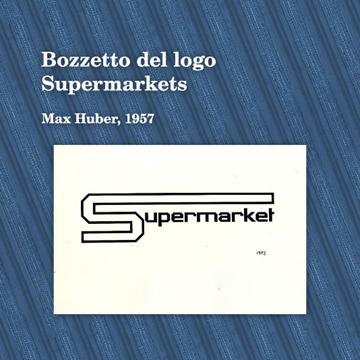 Bozzetto del logo
Supermarkets
Max Huber, 1957
Supermarket